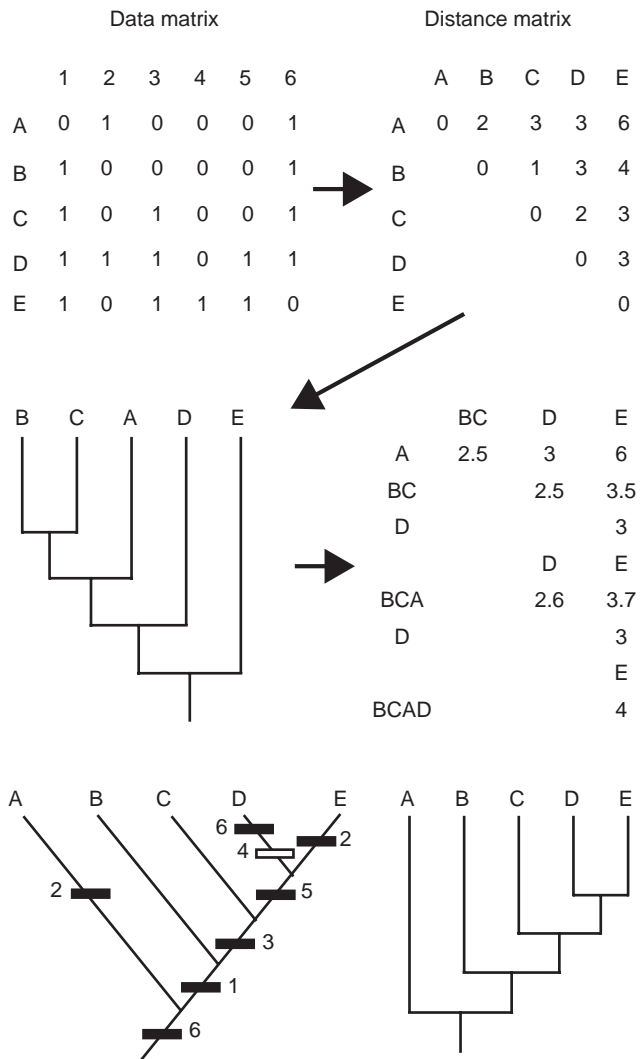 Data matrix
1 2 3 4 5 6
A 0 1 0 0 0 1
B 1 0 0 0 0 1
C 1 0 1 0 0 1
D 1 1 1 0 1 1
E 1 0 1 1 1 0
Distance matrix
A B C D E
A 0 2 3 3 6
B 0 1 3 4
C 0 2 3
D 0 3
E 0
B C A D E
BC D E
A 2.5 3 6
BC 2.5 3.5
D 3
D E
BCA 2.6 3.7
D 3
E
BCAD 4
A B C D E
6
4 2
2 5
3
1
6
A B C D E